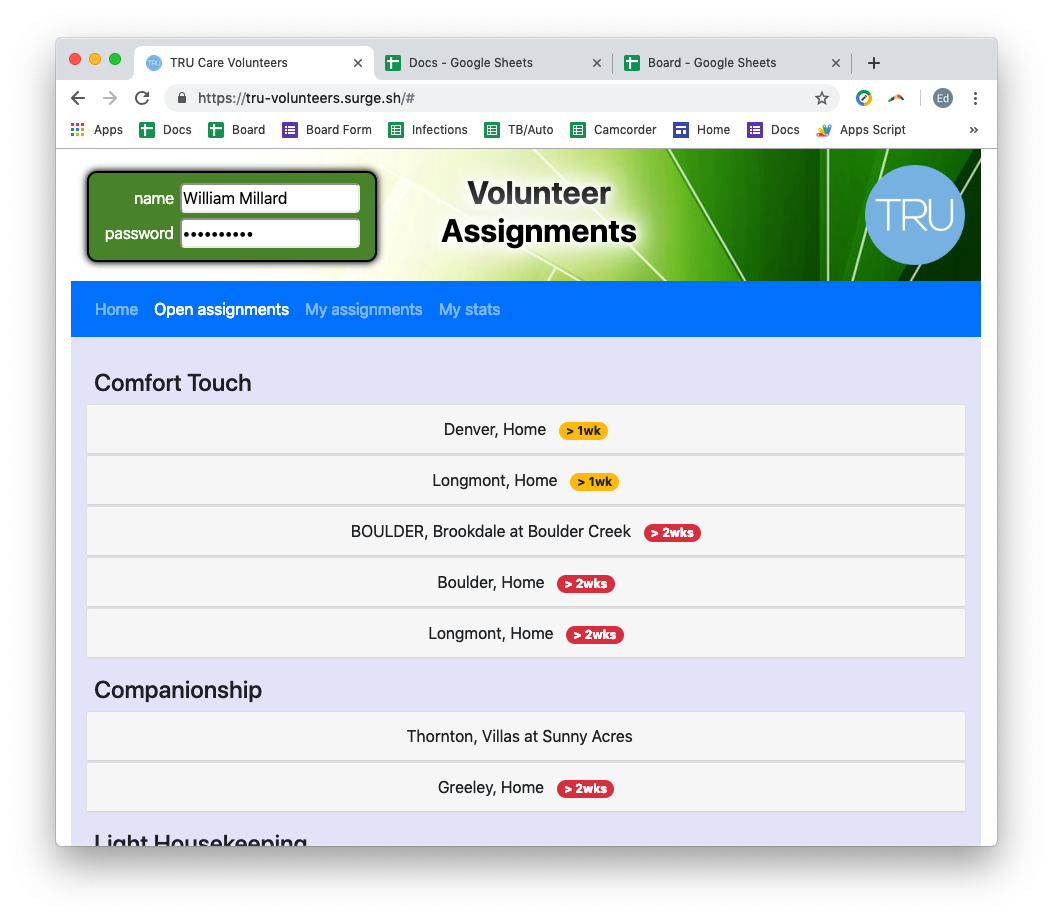 TRU Care Volunteers
Docs - Google Sheets
Board - Google Sheets
https://tru-volunteers.surge.sh/#
Ed
Apps
Docs
Board
Board Form
Infections
TB/Auto
Camcorder
Home
Docs
Apps Script
»
name William Millard
password ••••••••••
Volunteer
Assignments
TRU
Home Open assignments My assignments My stats
Comfort Touch
Denver, Home > 1wk
Longmont, Home > 1wk
BOULDER, Brookdale at Boulder Creek > 2wks
Boulder, Home > 2wks
Longmont, Home > 2wks
Companionship
Thornton, Villas at Sunny Acres
Greeley, Home > 2wks
Light Housekeeping